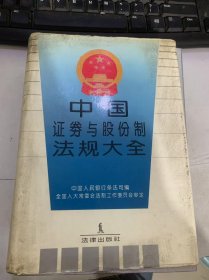 中国
证券与股份制
法规大全
中国人民银行条法司编
全国人大常委会法制工作委员会审定
法律出版社